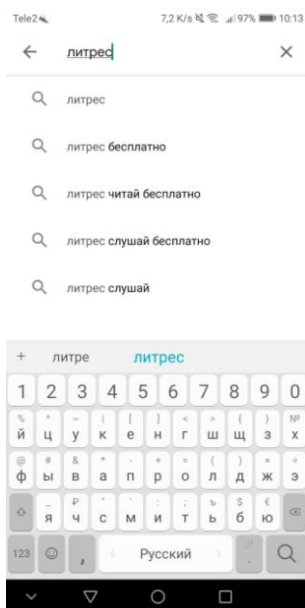 Tele2 7,2 K/s 97% 10:13
литрес
литрес
литрес бесплатно
литрес читай бесплатно
литрес слушай бесплатно
литрес слушай
+ литре литрес
1 2 3 4 5 6 7 8 9 0
й ц у к е н г ш щ з х
ф ы в а п р о л д ж э
я ч с м и т ь б ю
123 , Русский .